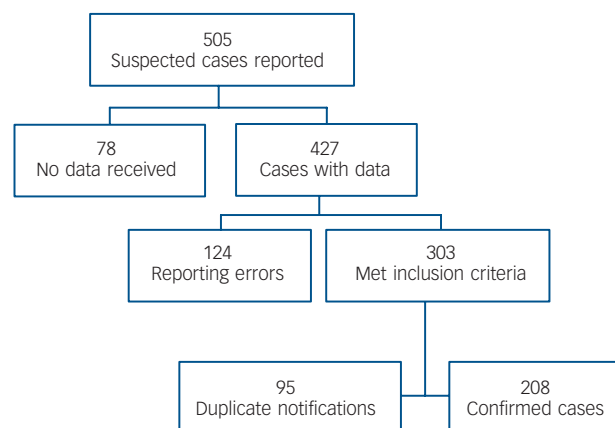 505
Suspected cases reported
78
No data received
427
Cases with data
124
Reporting errors
303
Met inclusion criteria
95
Duplicate notifications
208
Confirmed cases